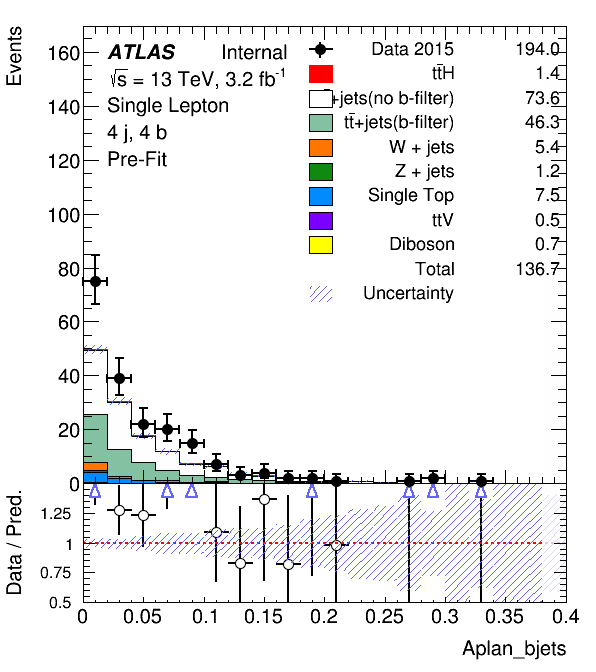 Events
160
140
120
100
80
60
40
20
0
ATLAS Internal
√s = 13 TeV, 3.2 fb-1
Single Lepton
4 j, 4 b
Pre-Fit
Data 2015 194.0
tt̄H 1.4
+jets(no b-filter) 73.6
tt̄+jets(b-filter) 46.3
W + jets 5.4
Z + jets 1.2
Single Top 7.5
ttV 0.5
Diboson 0.7
Total 136.7
Uncertainty
Data / Pred.
1.25
1
0.75
0.5
0 0.05 0.1 0.15 0.2 0.25 0.3 0.35 0.4
Aplan_bjets